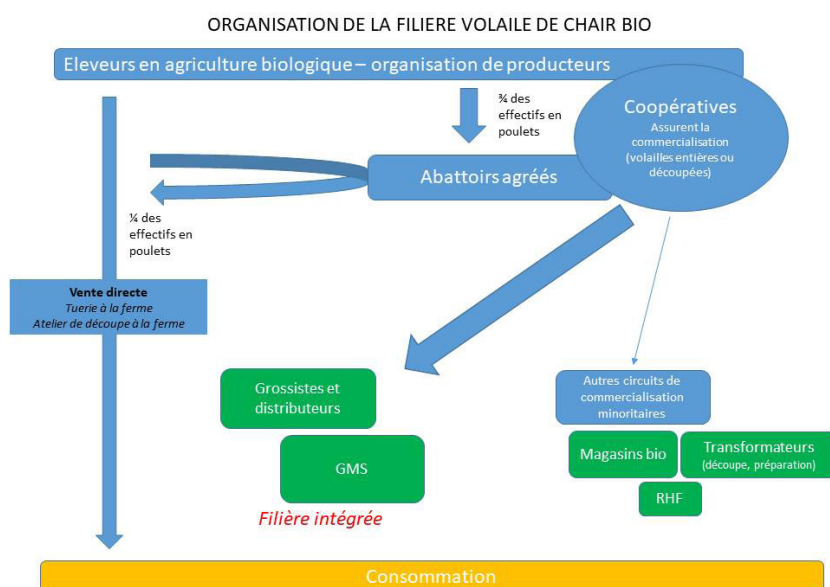 ORGANISATION DE LA FILIERE VOLAILE DE CHAIR BIO
Eleveurs en agriculture biologique – organisation de producteurs
¾ des
effectifs en
poulets
Coopératives
Assurent la
commercialisation
(volailles entières ou
découpées)
Abattoirs agréés
¼ des
effectifs en
poulets
Vente directe
Tuerie à la ferme
Atelier de découpe à la ferme
Grossistes et
distributeurs
GMS
Filière intégrée
Autres circuits de
commercialisation
minoritaires
Magasins bio
Transformateurs
(découpe, préparation)
RHF
Consommation